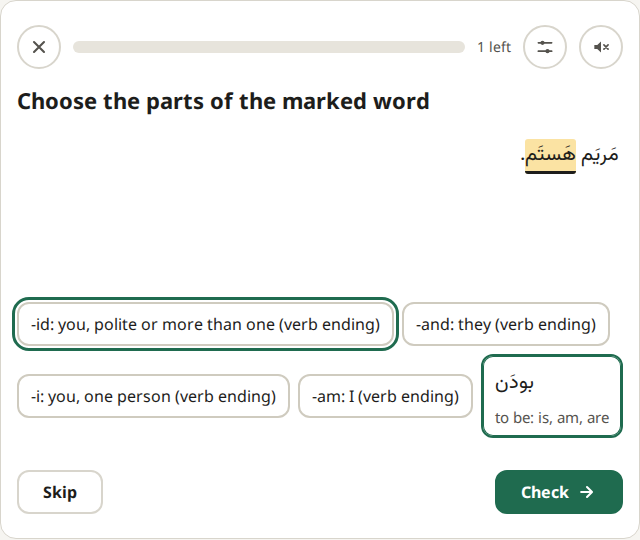 1 left
Choose the parts of the marked word
مَریَم هَستَم.
-id: you, polite or more than one (verb ending)
-and: they (verb ending)
-i: you, one person (verb ending)
-am: I (verb ending)
بودَن
to be: is, am, are
Skip
Check